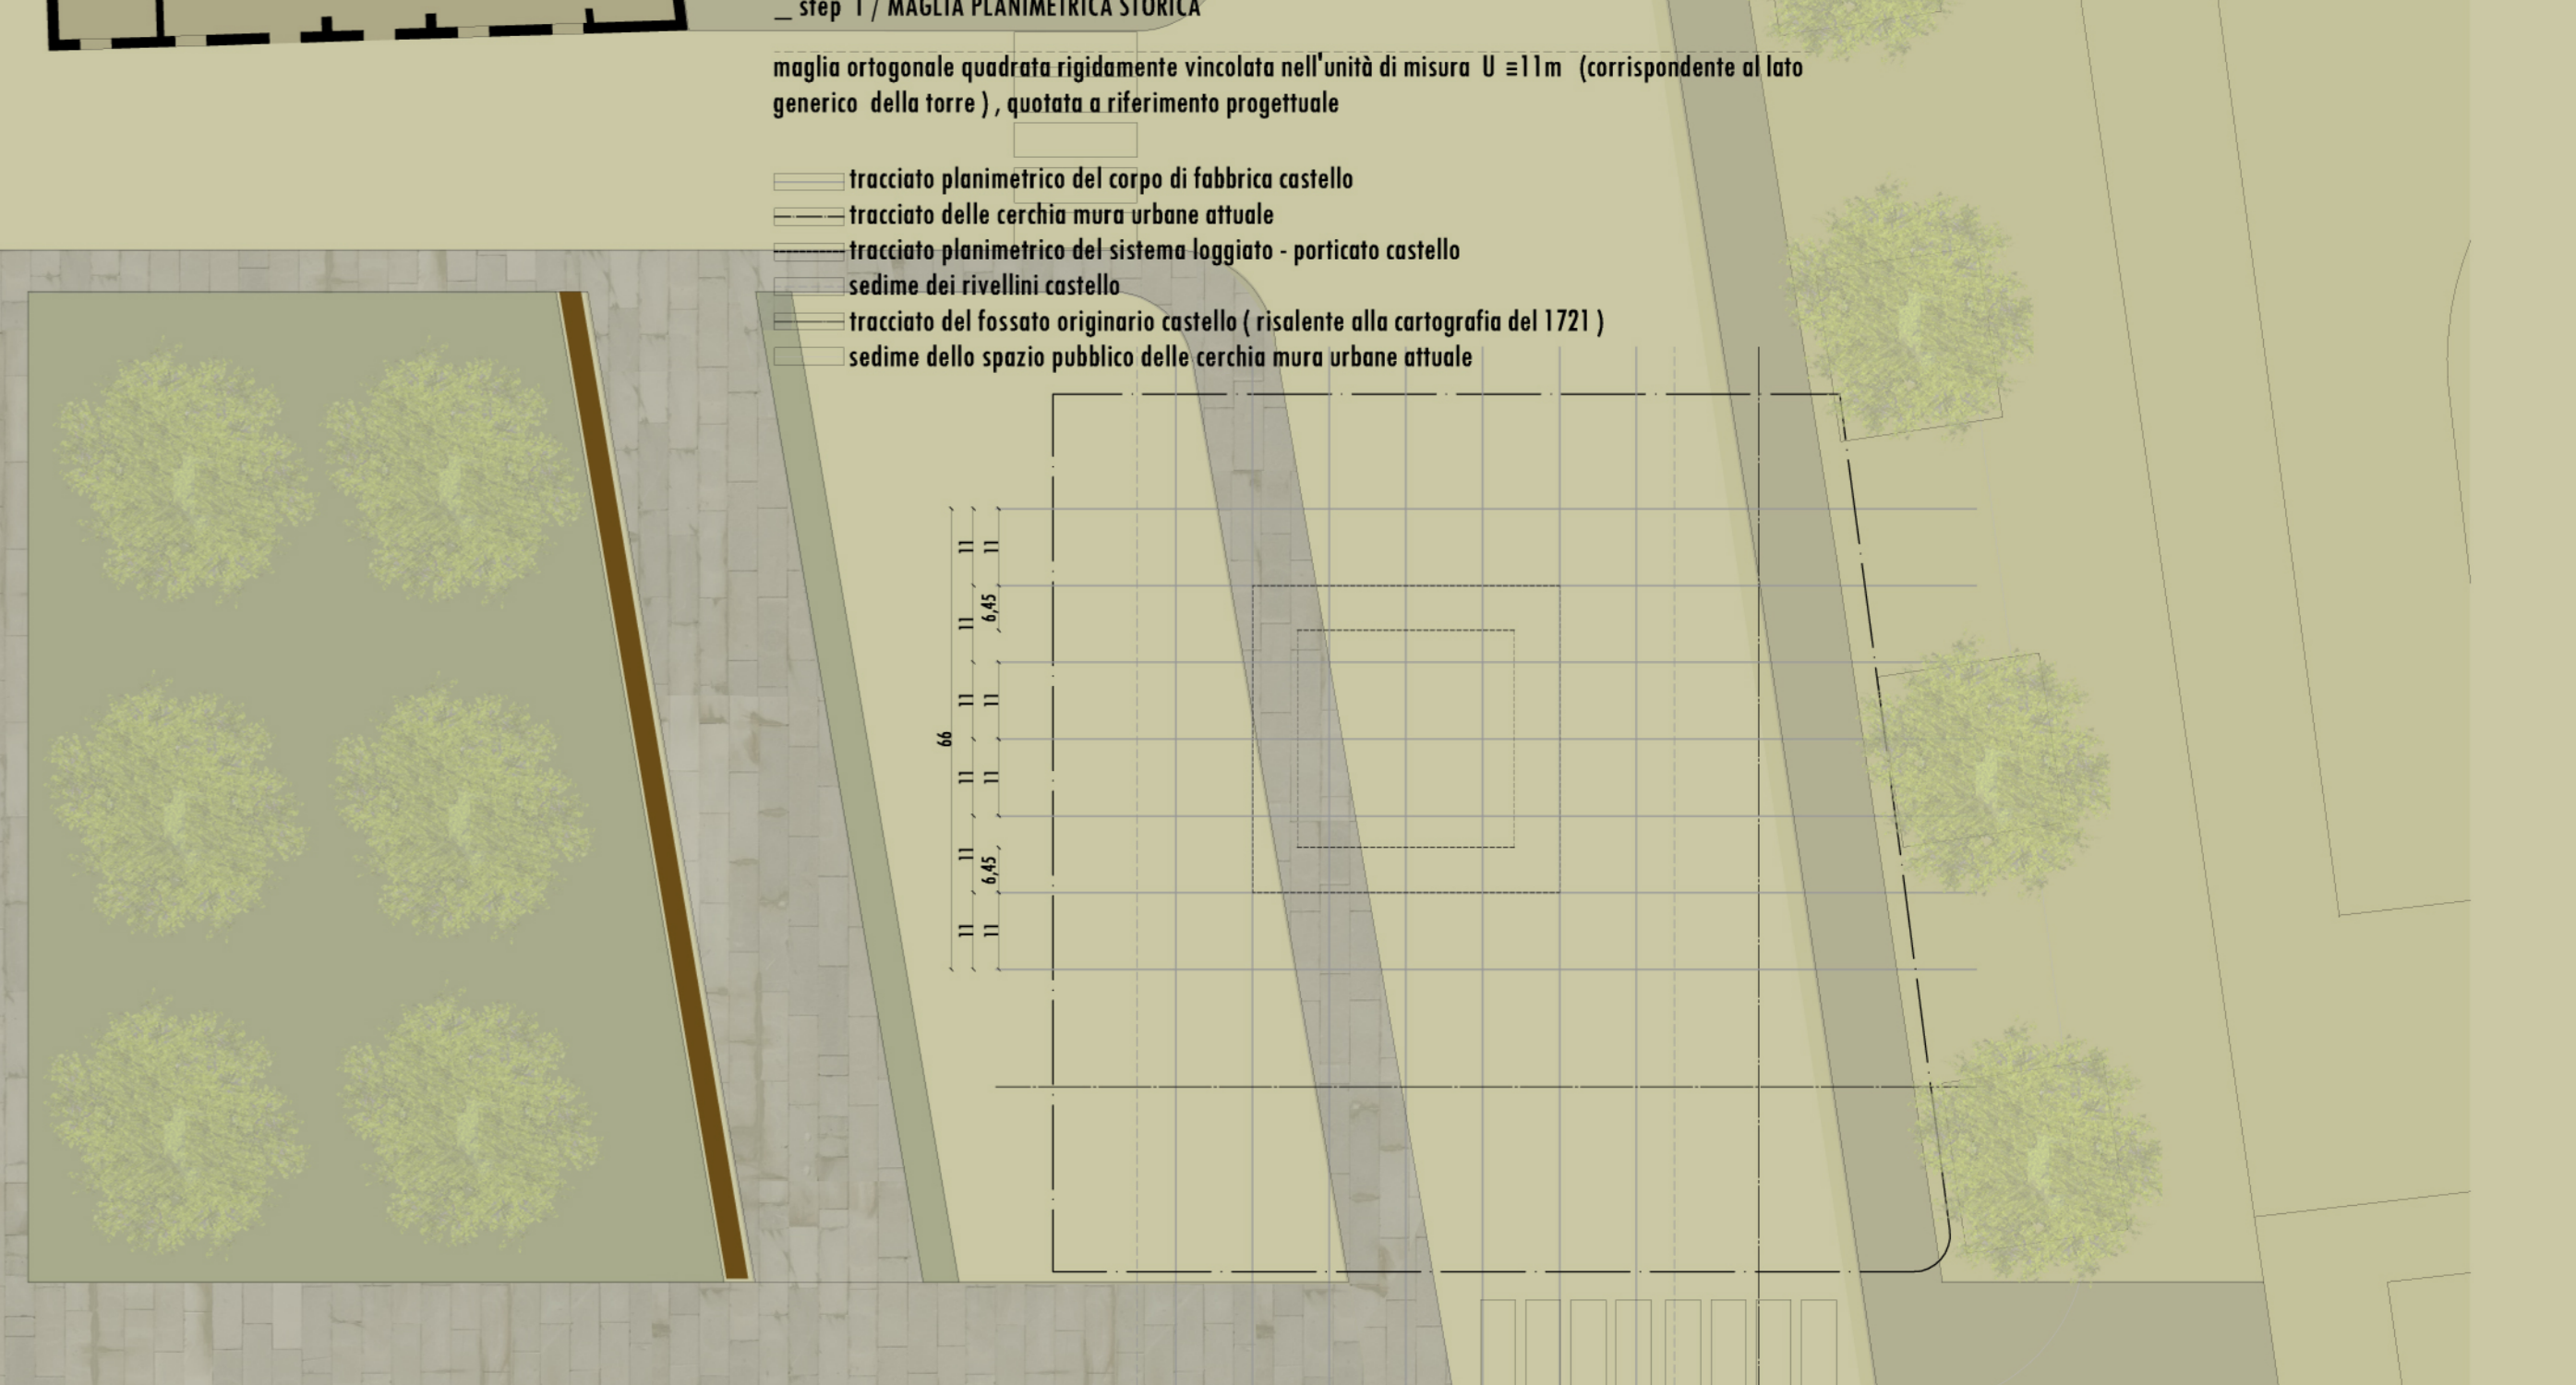 _ step 1 / MAGLIA PLANIMETRICA STORICA
maglia ortogonale quadrata rigidamente vincolata nell'unità di misura U ≡11m (corrispondente al lato
generico della torre ) , quotata a riferimento progettuale
tracciato planimetrico del corpo di fabbrica castello
tracciato delle cerchia mura urbane attuale
tracciato planimetrico del sistema loggiato - porticato castello
sedime dei rivellini castello
tracciato del fossato originario castello ( risalente alla cartografia del 1721 )
sedime dello spazio pubblico delle cerchia mura urbane attuale
11 11
11 6,45
11 11
66
11 11
11 6,45
11 11